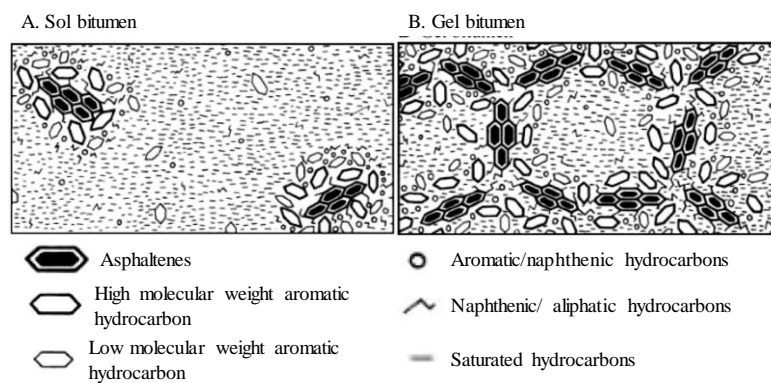 A. Sol bitumen
B. Gel bitumen
Asphaltenes
High molecular weight aromatic
hydrocarbon
Low molecular weight aromatic
hydrocarbon
Aromatic/naphthenic hydrocarbons
Naphthenic/ aliphatic hydrocarbons
Saturated hydrocarbons